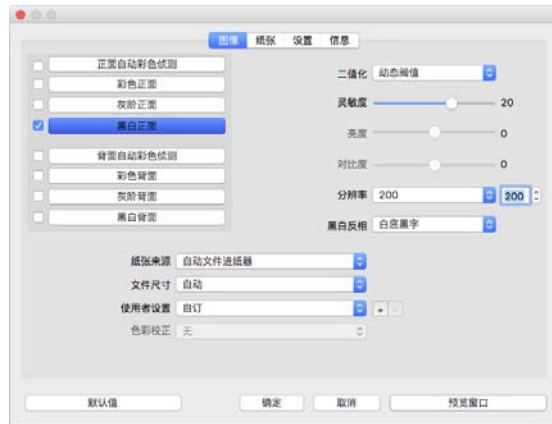 图像 纸张 设置 信息
正面自动彩色侦测
彩色正面
灰阶正面
黑白正面
背面自动彩色侦测
彩色背面
灰阶背面
黑白背面
二值化 动态阀值
灵敏度 20
亮度 0
对比度 0
分辨率 200 200
黑白反相 白底黑字
纸张来源 自动文件进纸器
文件尺寸 自动
使用者设置 自订 + -
色彩校正 无
默认值 确定 取消 预览窗口